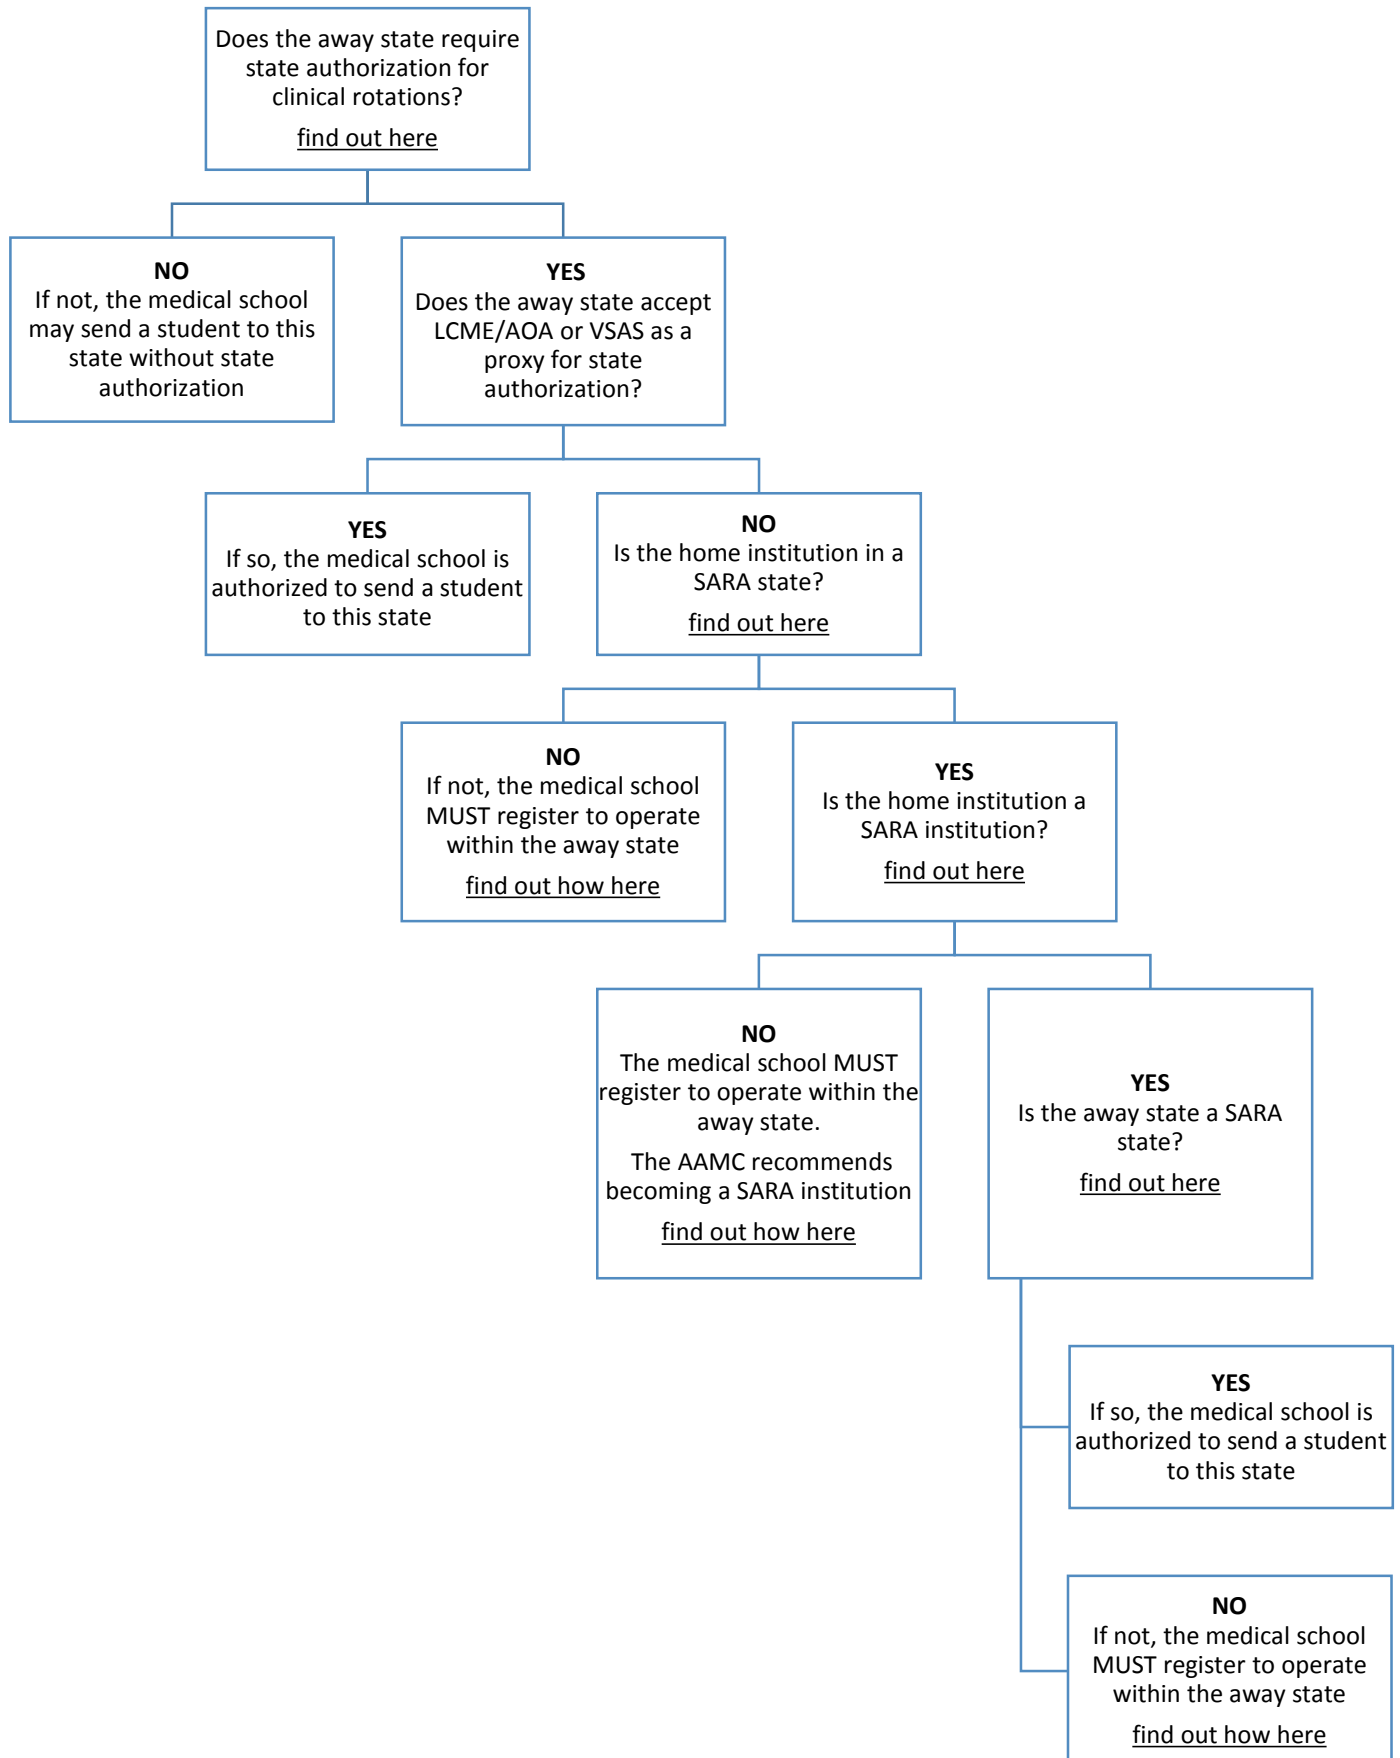 Does the away state require
state authorization for
clinical rotations?
find out here
NO
If not, the medical school
may send a student to this
state without state
authorization
YES
Does the away state accept
LCME/AOA or VSAS as a
proxy for state
authorization?
YES
If so, the medical school is
authorized to send a student
to this state
NO
Is the home institution in a
SARA state?
find out here
NO
If not, the medical school
MUST register to operate
within the away state
find out how here
YES
Is the home institution a
SARA institution?
find out here
NO
The medical school MUST
register to operate within the
away state.
The AAMC recommends
becoming a SARA institution
find out how here
YES
Is the away state a SARA
state?
find out here
YES
If so, the medical school is
authorized to send a student
to this state
NO
If not, the medical school
MUST register to operate
within the away state
find out how here